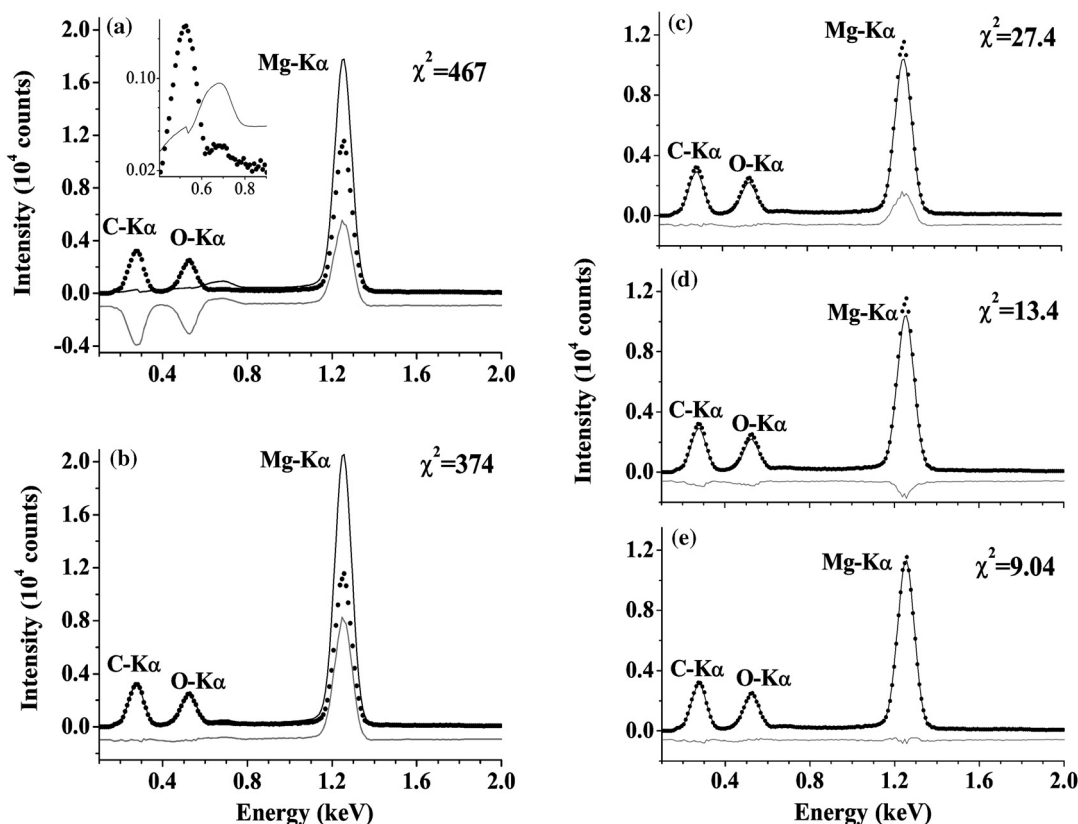 (a)
2.0
1.6
1.2
0.8
0.4
0.0
-0.4
Intensity (10⁴ counts)
0.10
0.02
0.6 0.8
Mg-Kα
χ²=467
C-Kα
O-Kα
0.4 0.8 1.2 1.6 2.0
(b)
2.0
1.6
1.2
0.8
0.4
0.0
Intensity (10⁴ counts)
Mg-Kα
χ²=374
C-Kα
O-Kα
0.4 0.8 1.2 1.6 2.0
Energy (keV)
(c)
1.2
0.4
0.0
Mg-Kα
χ²=27.4
C-Kα
O-Kα
(d)
1.2
0.8
0.4
0.0
Intensity (10⁴ counts)
Mg-Kα
χ²=13.4
C-Kα
O-Kα
(e)
1.2
0.8
0.4
0.0
Mg-Kα
χ²=9.04
C-Kα
O-Kα
0.4 0.8 1.2 1.6 2.0
Energy (keV)